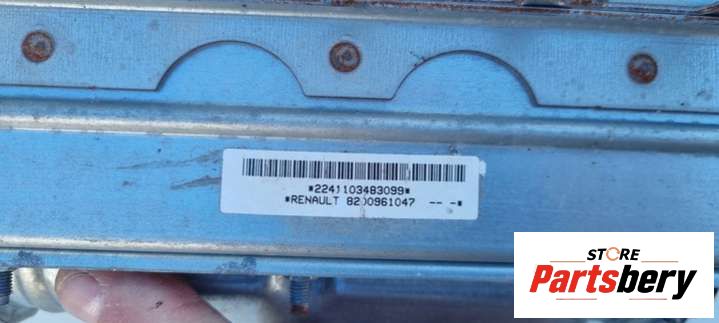 *2241103483099*
*RENAULT 8200961047 -- -*
STORE
Partsbery